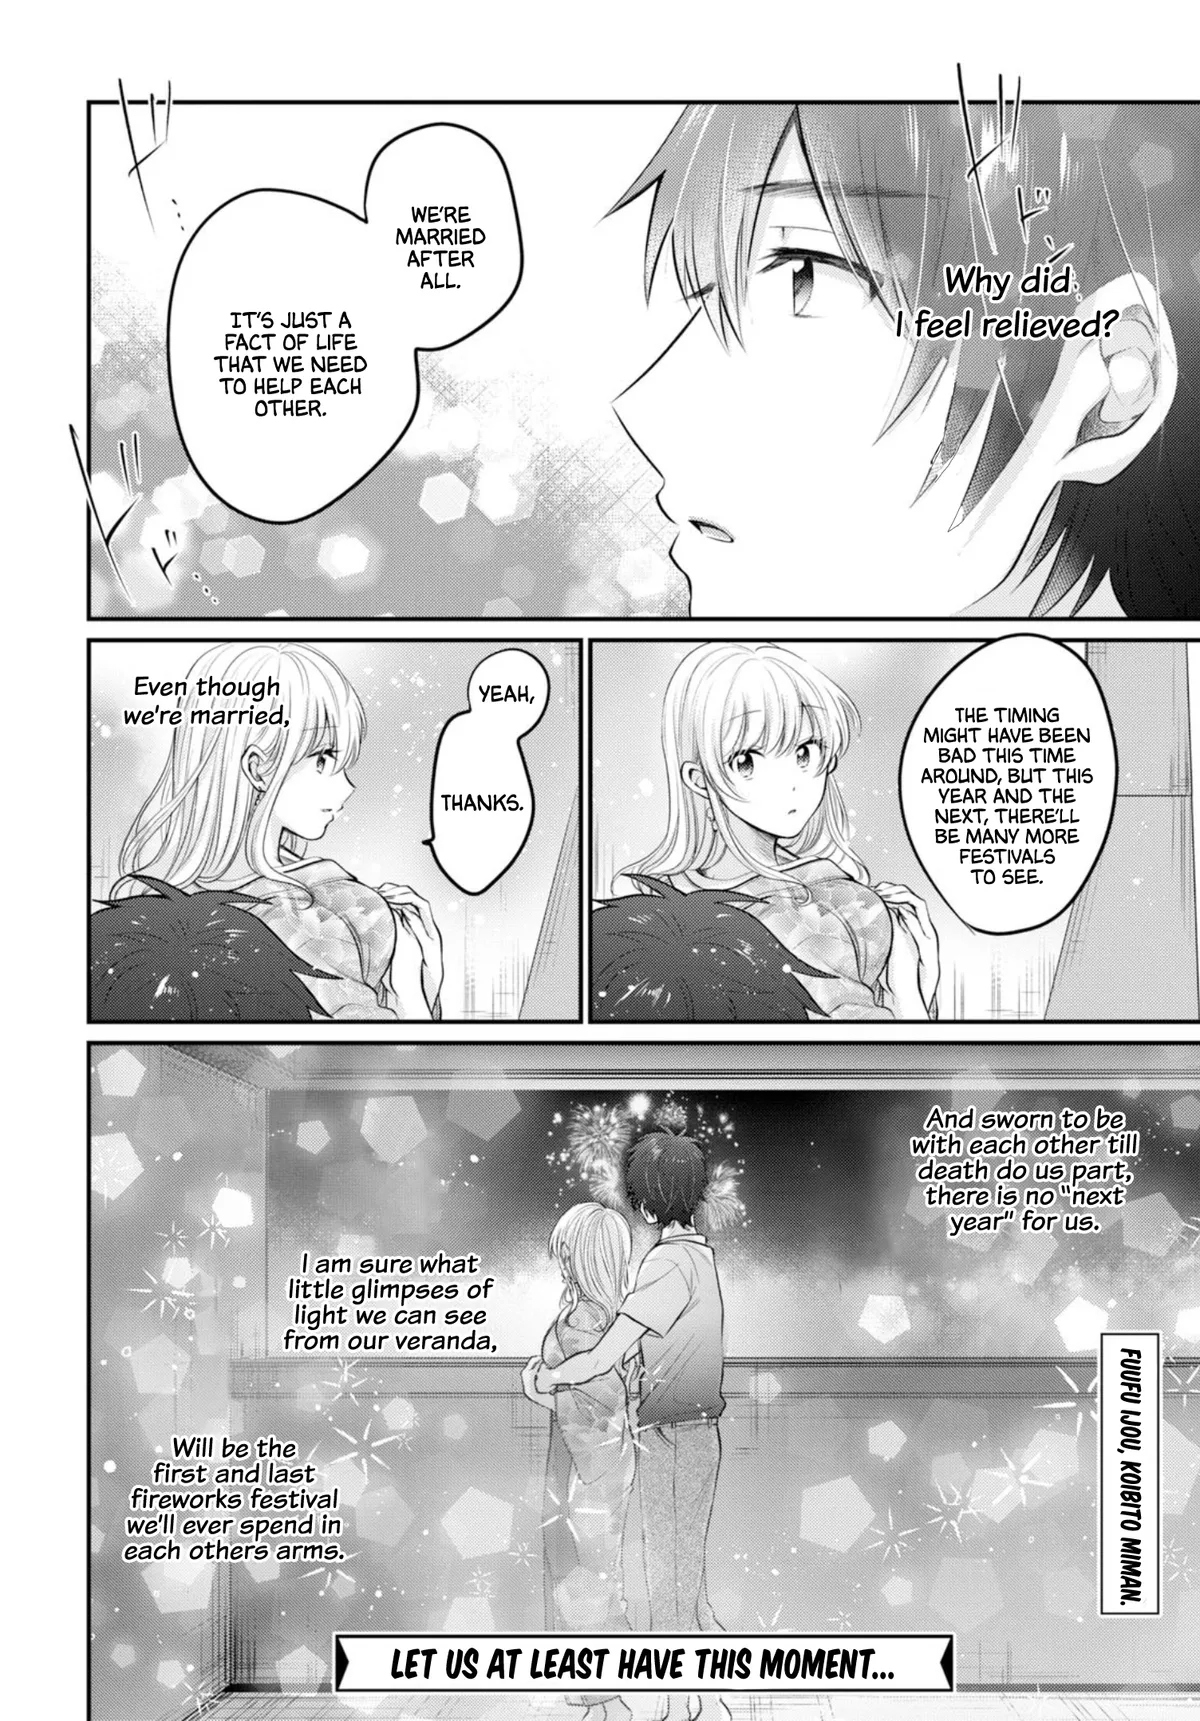 Why did
I feel relieved?
WE'RE
MARRIED
AFTER
ALL.
IT'S JUST A
FACT OF LIFE
THAT WE NEED
TO HELP EACH
OTHER.
THE TIMING
MIGHT HAVE BEEN
BAD THIS TIME
AROUND, BUT THIS
YEAR AND THE
NEXT, THERE'LL
BE MANY MORE
FESTIVALS
TO SEE.
YEAH,
THANKS.
Even though
we're married,
And sworn to be
with each other till
death do us part,
there is no "next
year" for us.
I am sure what
little glimpses of
light we can see
from our veranda,
Will be the
first and last
fireworks festival
we'll ever spend in
each others arms.
FUUFU IJOU, KOIBITO MIMAN.
LET US AT LEAST HAVE THIS MOMENT...